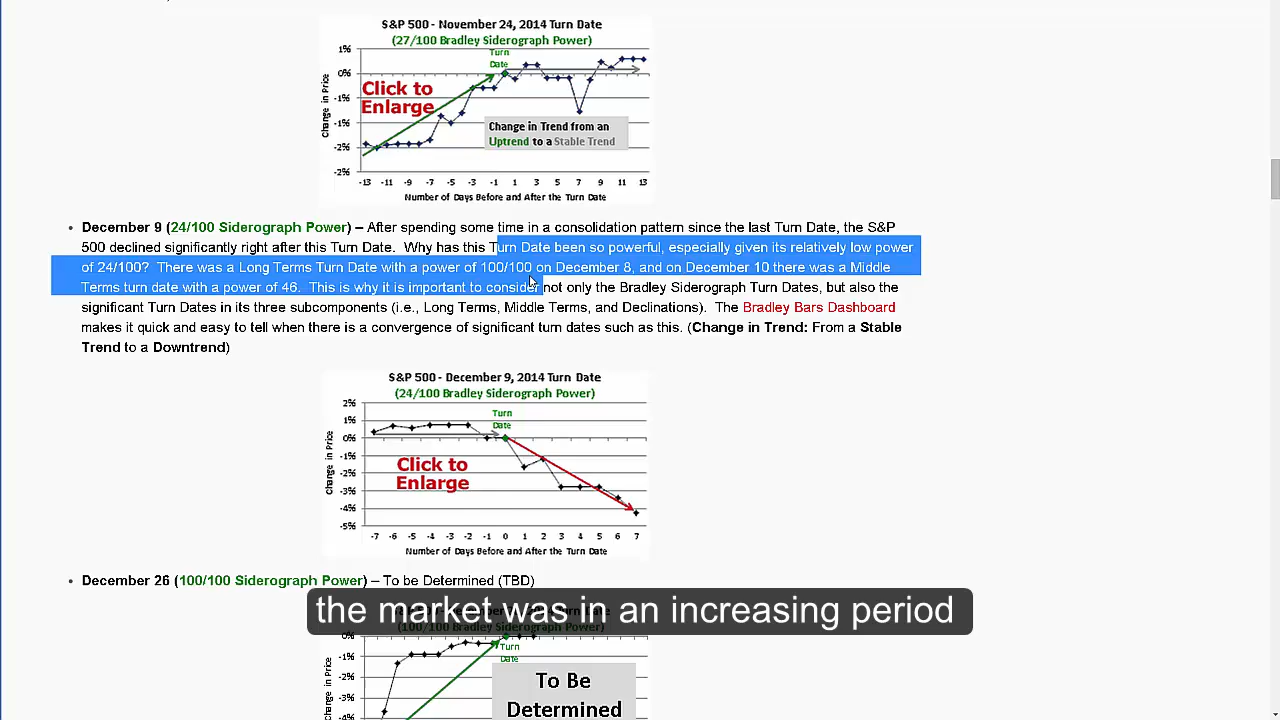 S&P 500 - November 24, 2014 Turn Date
(27/100 Bradley Siderograph Power)
Turn
Date
1%
0%
-1%
-1%
-2%
-2%
Change in Price
Click to
Enlarge
Change in Trend from an
Uptrend to a Stable Trend
-13 -11 -9 -7 -5 -3 -1 1 3 5 7 9 11 13
Number of Days Before and After the Turn Date
• December 9 (24/100 Siderograph Power) – After spending some time in a consolidation pattern since the last Turn Date, the S&P
500 declined significantly right after this Turn Date. Why has this Turn Date been so powerful, especially given its relatively low power
of 24/100? There was a Long Terms Turn Date with a power of 100/100 on December 8, and on December 10 there was a Middle
Terms turn date with a power of 46. This is why it is important to consider not only the Bradley Siderograph Turn Dates, but also the
significant Turn Dates in its three subcomponents (i.e., Long Terms, Middle Terms, and Declinations). The Bradley Bars Dashboard
makes it quick and easy to tell when there is a convergence of significant turn dates such as this. (Change in Trend: From a Stable
Trend to a Downtrend)
S&P 500 - December 9, 2014 Turn Date
(24/100 Bradley Siderograph Power)
Turn
Date
2%
1%
0%
-1%
-2%
-3%
-4%
-5%
Change in Price
Click to
Enlarge
-7 -6 -5 -4 -3 -2 -1 0 1 2 3 4 5 6 7
Number of Days Before and After the Turn Date
• December 26 (100/100 Siderograph Power) – To be Determined (TBD)
the market was in an increasing period
(100/100 Bradley Siderograph Power)
0%
-1%
-2%
-3%
-4%
Change in Price
Turn
Date
To Be
Determined